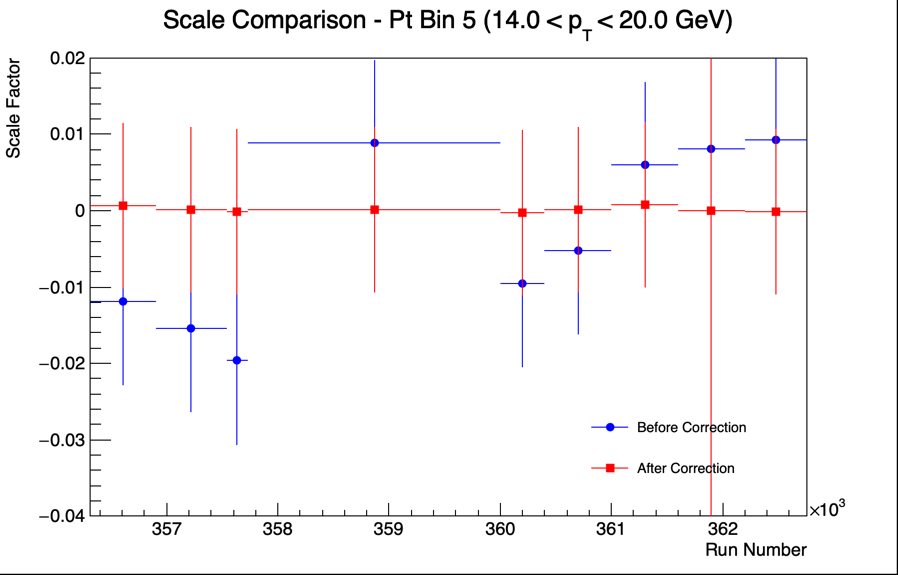 Scale Comparison - Pt Bin 5 (14.0 < p_T < 20.0 GeV)
Scale Factor
0.02
0.01
0
−0.01
−0.02
−0.03
−0.04
Before Correction
After Correction
357 358 359 360 361 362
×10³
Run Number